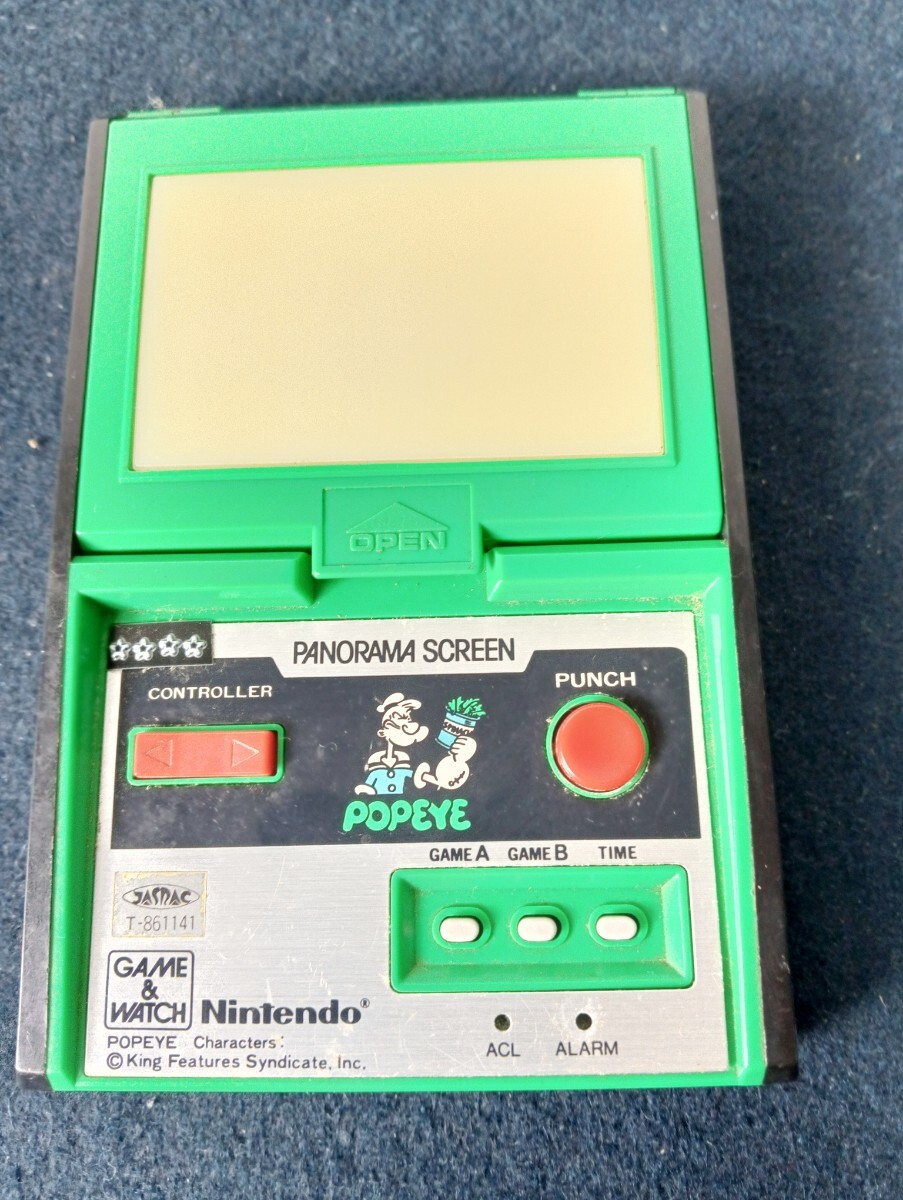 OPEN
PANORAMA SCREEN
CONTROLLER
PUNCH
POPEYE
GAME A GAME B TIME
JASRAC
T-861141
GAME
&
WATCH
Nintendo®
ACL ALARM
POPEYE Characters:
© King Features Syndicate, Inc.